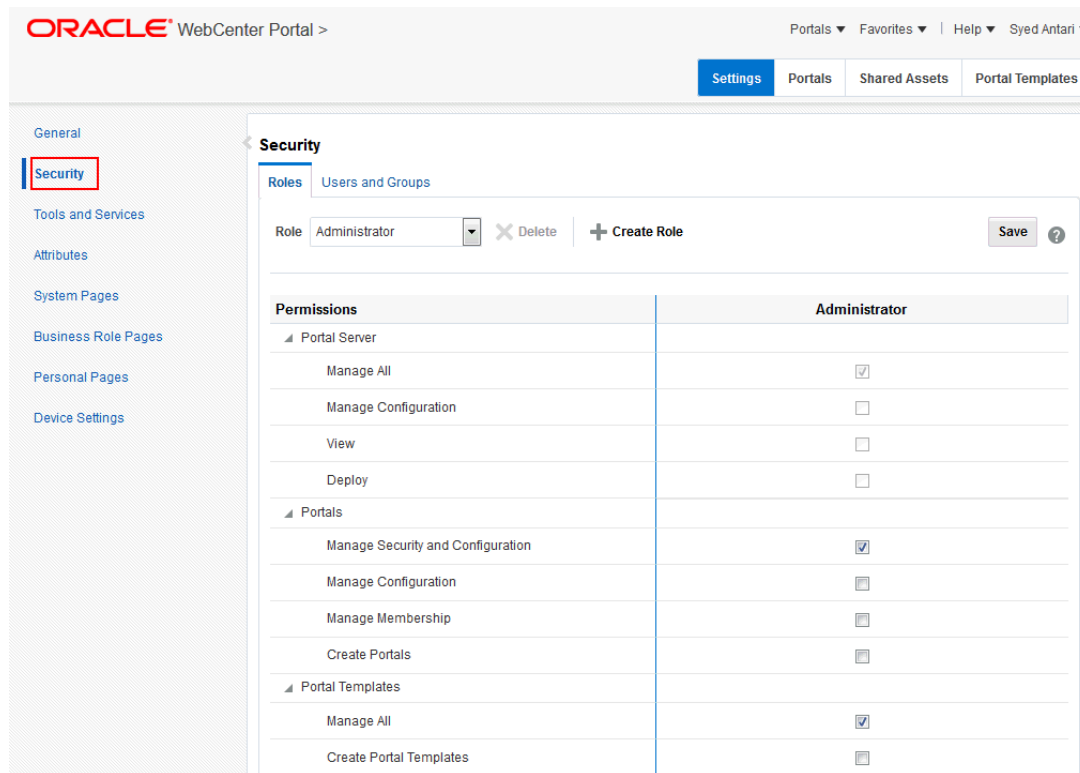 ORACLE® WebCenter Portal >
Portals Favorites Help Syed Antari
Settings Portals Shared Assets Portal Templates
General
Security
Tools and Services
Attributes
System Pages
Business Role Pages
Personal Pages
Device Settings
Security
Roles Users and Groups
Role Administrator Delete Create Role Save ?
Permissions Administrator
Portal Server
Manage All
Manage Configuration
View
Deploy
Portals
Manage Security and Configuration
Manage Configuration
Manage Membership
Create Portals
Portal Templates
Manage All
Create Portal Templates